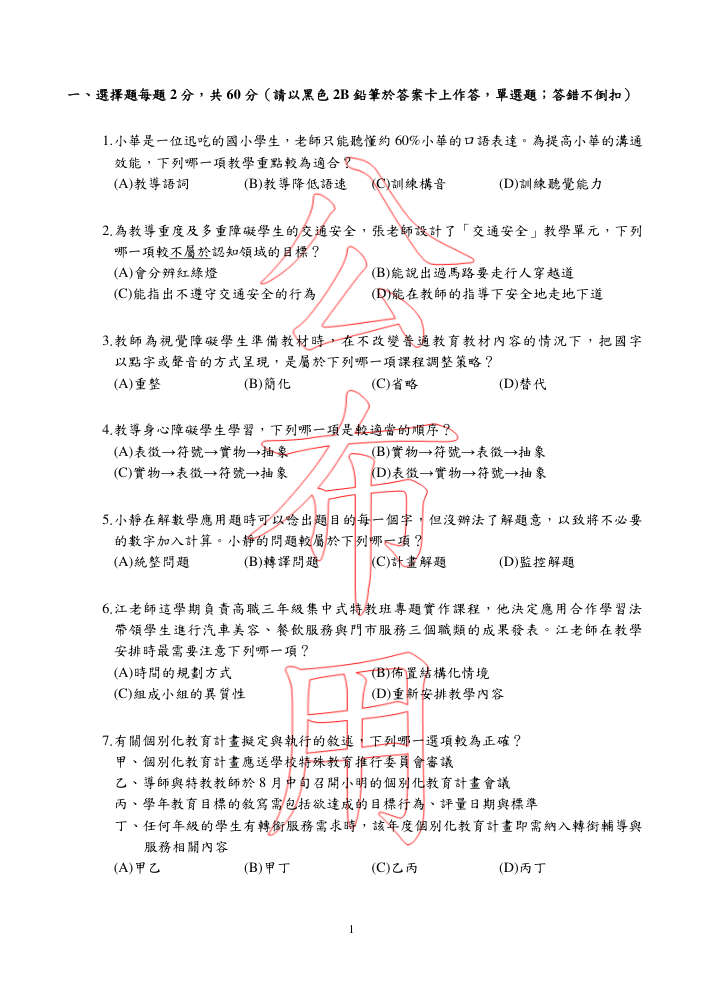 一、選擇題每題 2 分，共 60 分（請以黑色 2B 鉛筆於答案卡上作答，單選題；答錯不倒扣）
1.小華是一位迅吃的國小學生，老師只能聽懂約 60%小華的口語表達。為提高小華的溝通
效能，下列哪一項教學重點較為適合？
(A)教導語詞 (B)教導降低語速 (C)訓練構音 (D)訓練聽覺能力
2.為教導重度及多重障礙學生的交通安全，張老師設計了「交通安全」教學單元，下列
哪一項較不屬於認知領域的目標？
(A)會分辨紅綠燈 (B)能說出過馬路要走行人穿越道
(C)能指出不遵守交通安全的行為 (D)能在教師的指導下安全地走地下道
3.教師為視覺障礙學生準備教材時，在不改變普通教育教材內容的情況下，把國字
以點字或聲音的方式呈現，是屬於下列哪一項課程調整策略？
(A)重整 (B)簡化 (C)省略 (D)替代
4.教導身心障礙學生學習，下列哪一項是較適當的順序？
(A)表徵→符號→實物→抽象 (B)實物→符號→表徵→抽象
(C)實物→表徵→符號→抽象 (D)表徵→實物→符號→抽象
5.小靜在解數學應用題時可以唸出題目的每一個字，但沒辦法了解題意，以致將不必要
的數字加入計算。小靜的問題較屬於下列哪一項？
(A)統整問題 (B)轉譯問題 (C)計畫解題 (D)監控解題
6.江老師這學期負責高職三年級集中式特教班專題實作課程，他決定應用合作學習法
帶領學生進行汽車美容、餐飲服務與門市服務三個職類的成果發表。江老師在教學
安排時最需要注意下列哪一項？
(A)時間的規劃方式 (B)佈置結構化情境
(C)組成小組的異質性 (D)重新安排教學內容
7.有關個別化教育計畫擬定與執行的敘述，下列哪一選項較為正確？
甲、個別化教育計畫應送學校特殊教育推行委員會審議
乙、導師與特教教師於 8 月中旬召開小明的個別化教育計畫會議
丙、學年教育目標的敘寫需包括欲達成的目標行為、評量日期與標準
丁、任何年級的學生有轉銜服務需求時，該年度個別化教育計畫即需納入轉銜輔導與
服務相關內容
(A)甲乙 (B)甲丁 (C)乙丙 (D)丙丁
公布用
1